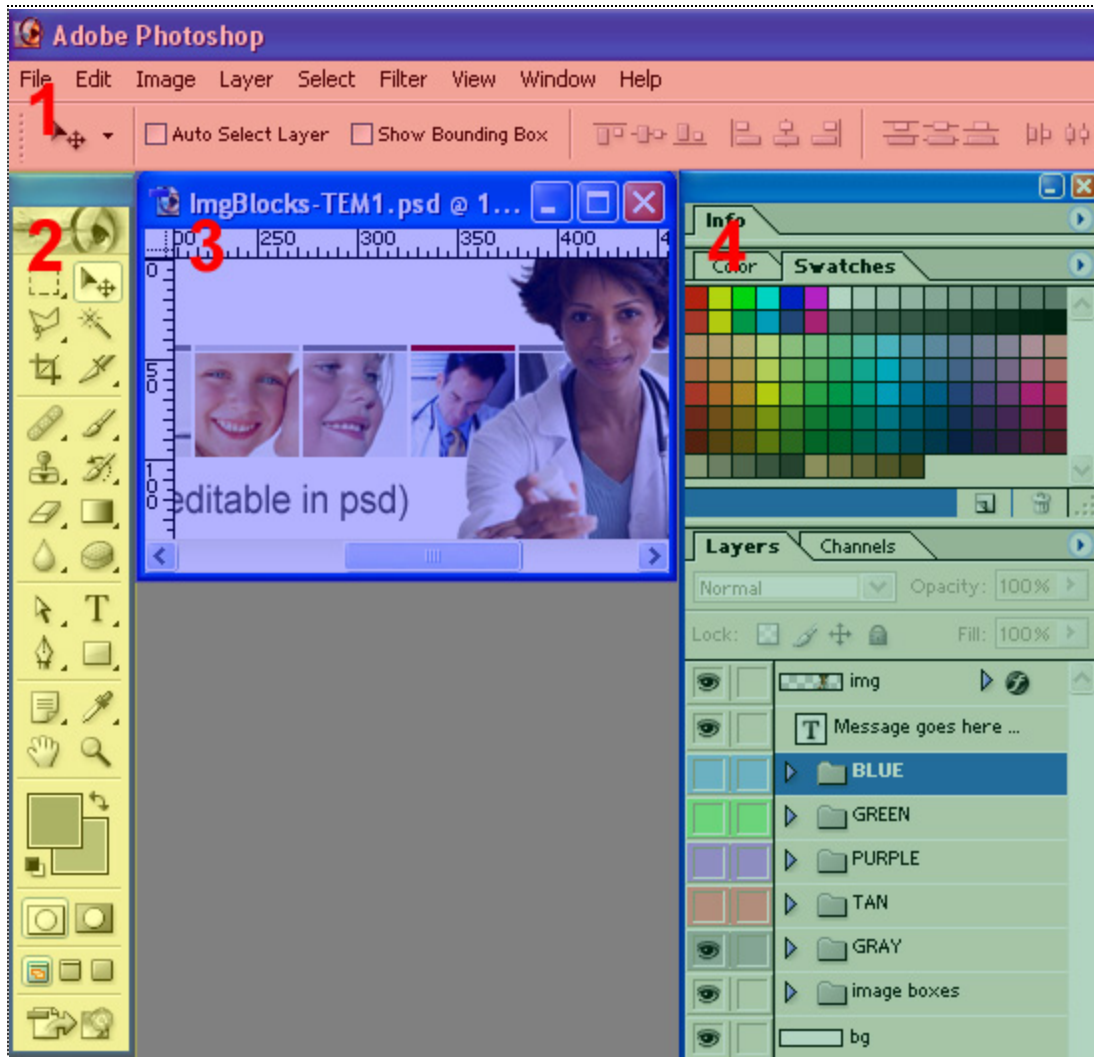 Adobe Photoshop
File Edit Image Layer Select Filter View Window Help
1
Auto Select Layer Show Bounding Box
2
ImgBlocks-TEM1.psd @ 1...
3
250 300 350 400
0
50
100
editable in psd)
4
Info
Color Swatches
Layers Channels
Normal Opacity: 100%
Lock: Fill: 100%
img
T Message goes here ...
BLUE
GREEN
PURPLE
TAN
GRAY
image boxes
bg
T